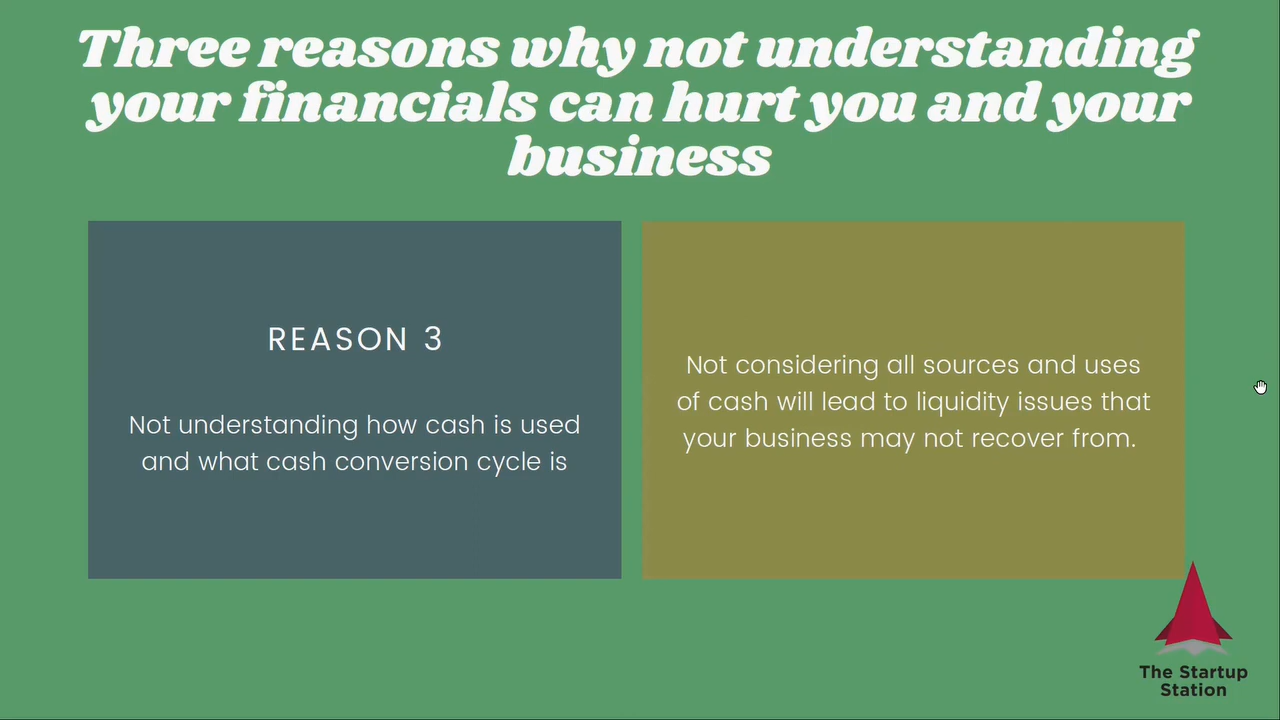 Three reasons why not understanding
your financials can hurt you and your
business
REASON 3
Not understanding how cash is used
and what cash conversion cycle is
Not considering all sources and uses
of cash will lead to liquidity issues that
your business may not recover from.
The Startup
Station